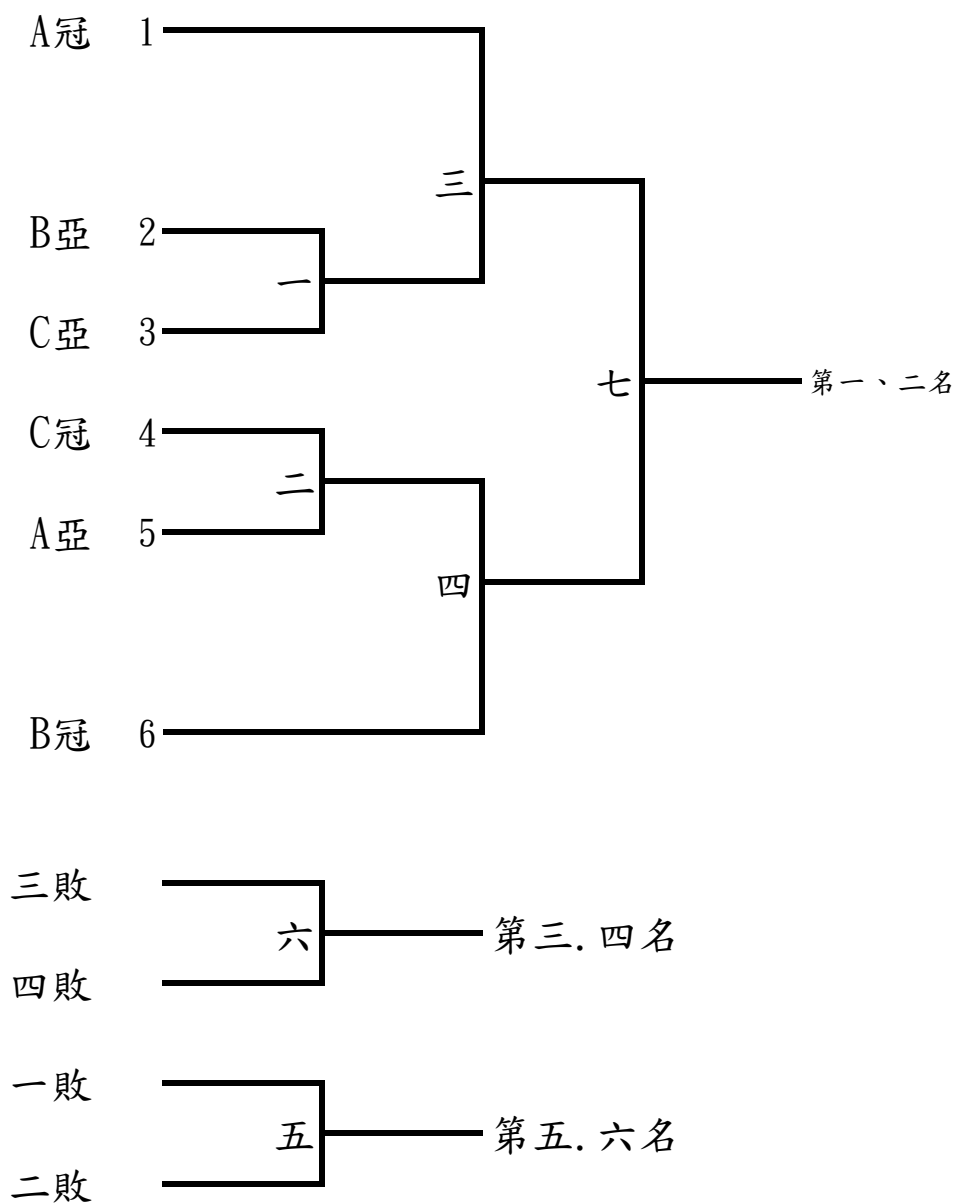 A冠 1
三
B亞 2
一
C亞 3
七 第一、二名
C冠 4
二
A亞 5
四
B冠 6
三敗
六 第三.四名
四敗
一敗
五 第五.六名
二敗